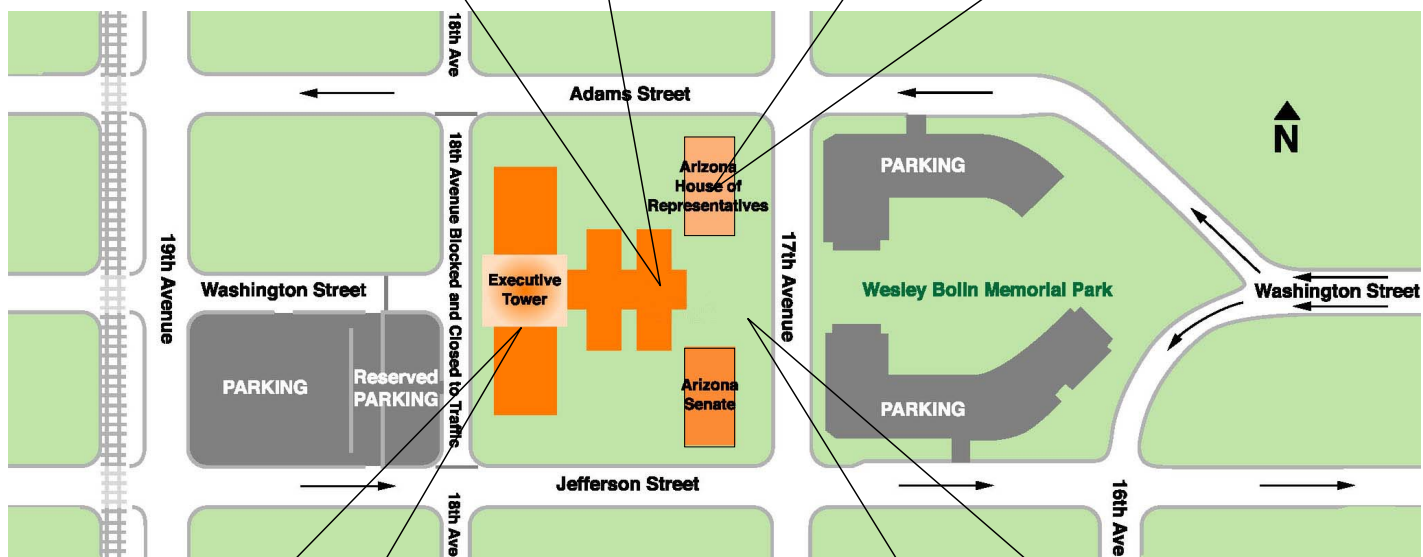 18th Ave
Adams Street
N
PARKING
Arizona
House of
Representatives
18th Avenue Blocked and Closed to Traffic
19th Avenue
17th Avenue
Executive
Tower
Washington Street
Wesley Bolin Memorial Park
Washington Street
PARKING
Reserved
PARKING
Arizona
Senate
PARKING
Jefferson Street
18th Ave
16th Ave